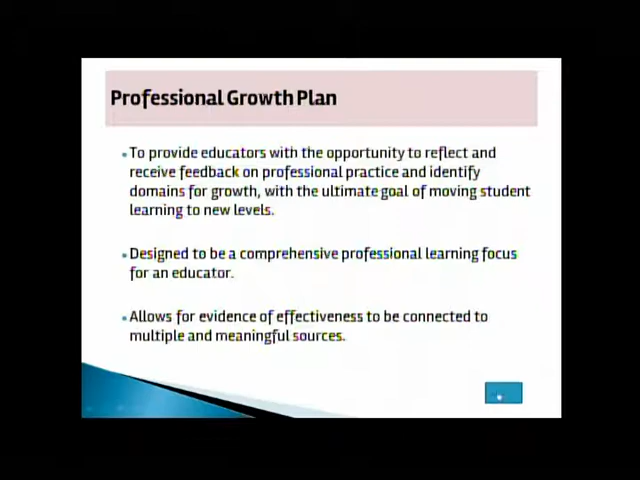 Professional Growth Plan
To provide educators with the opportunity to reflect and
receive feedback on professional practice and identify
domains for growth, with the ultimate goal of moving student
learning to new levels.
Designed to be a comprehensive professional learning focus
for an educator.
Allows for evidence of effectiveness to be connected to
multiple and meaningful sources.